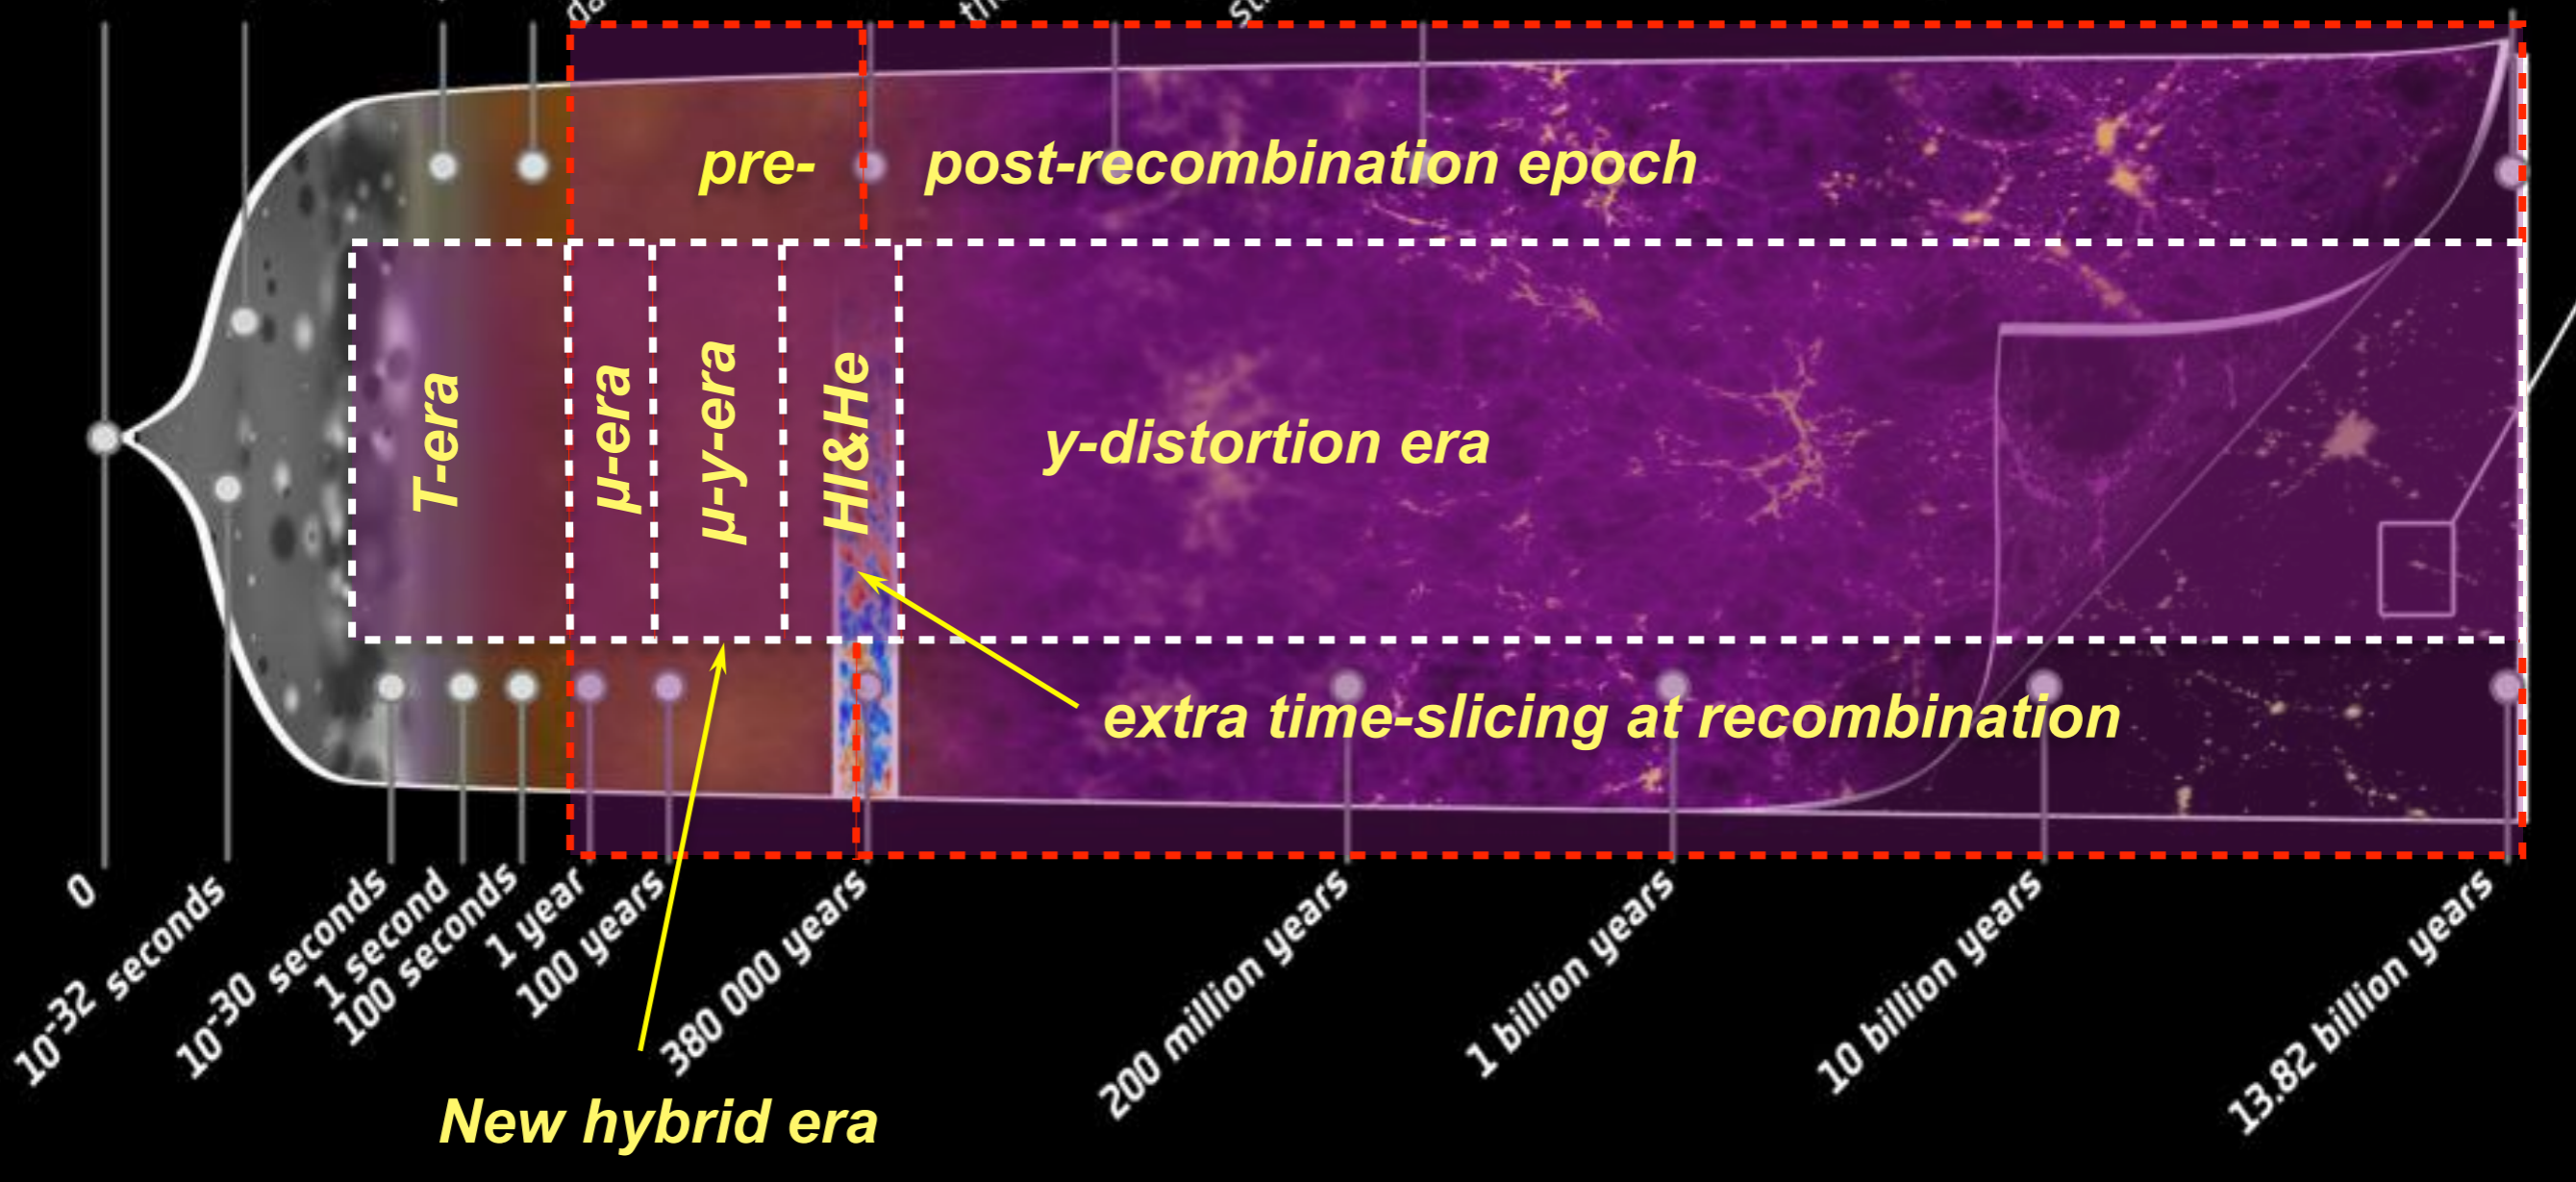 pre-
post-recombination epoch
T-era
μ-era
μ-y-era
HI&He
y-distortion era
extra time-slicing at recombination
0
10-32 seconds
10-30 seconds
1 second
100 seconds
1 year
100 years
380 000 years
200 million years
1 billion years
10 billion years
13.82 billion years
New hybrid era